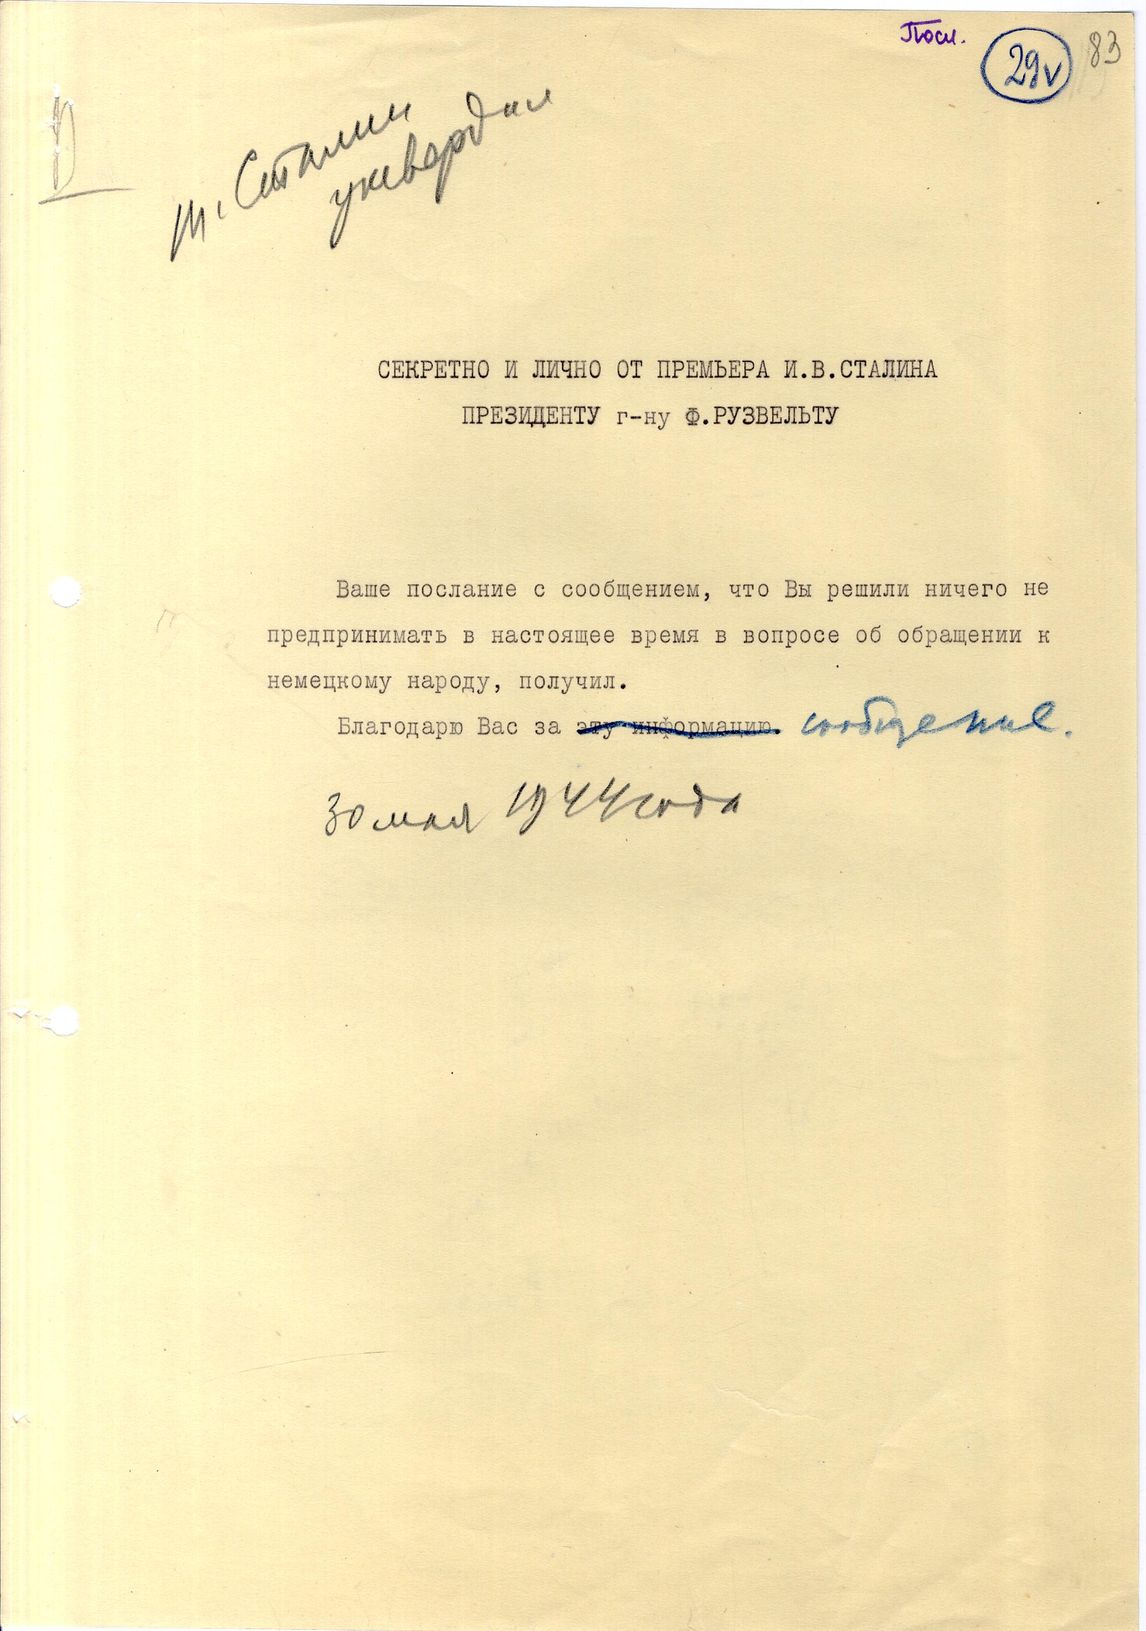 Посл.
29v
83
т. Сталин
утвердил
СЕКРЕТНО И ЛИЧНО ОТ ПРЕМЬЕРА И.В.СТАЛИНА
ПРЕЗИДЕНТУ г-ну Ф.РУЗВЕЛЬТУ
Ваше послание с сообщением, что Вы решили ничего не
предпринимать в настоящее время в вопросе об обращении к
немецкому народу, получил.
Благодарю Вас за эту информацию. сообщение.
30 мая 1944 года